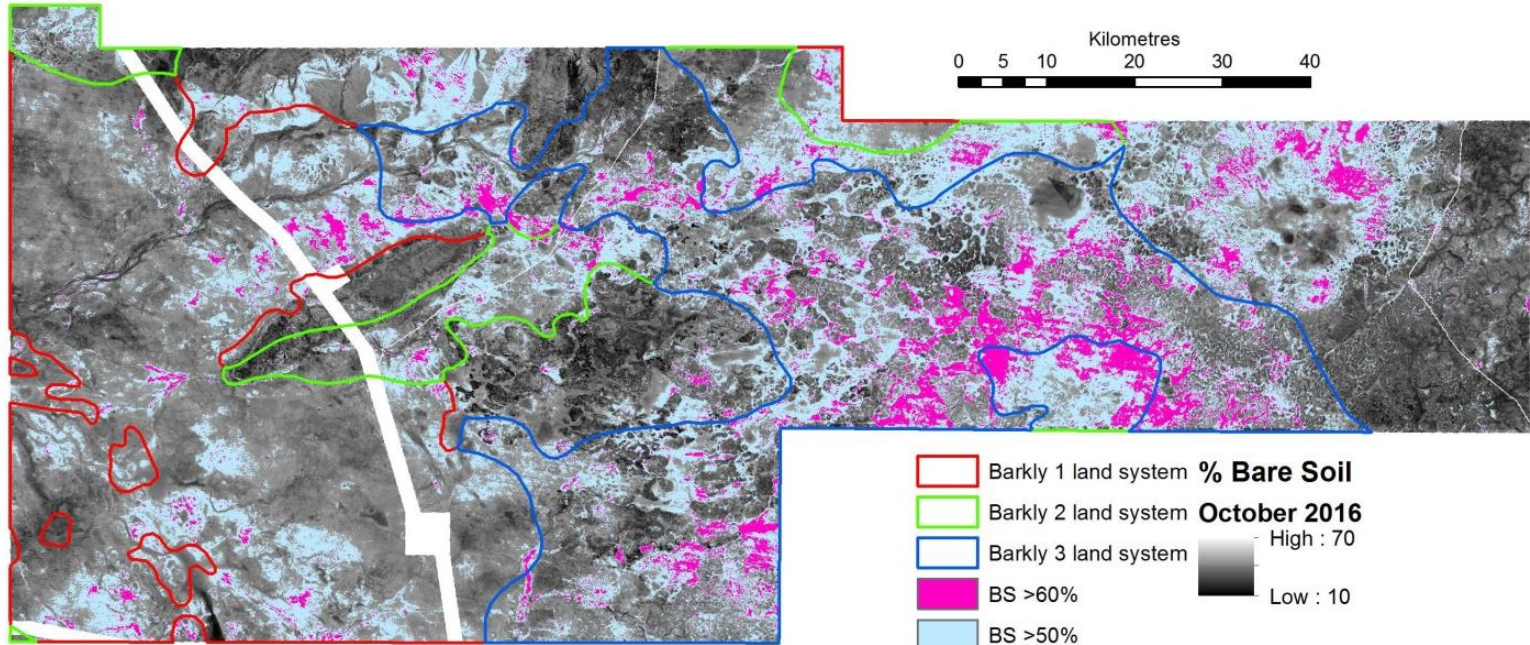 Kilometres
0 5 10 20 30 40
Barkly 1 land system
Barkly 2 land system
Barkly 3 land system
BS >60%
BS >50%
% Bare Soil
October 2016
High : 70
Low : 10